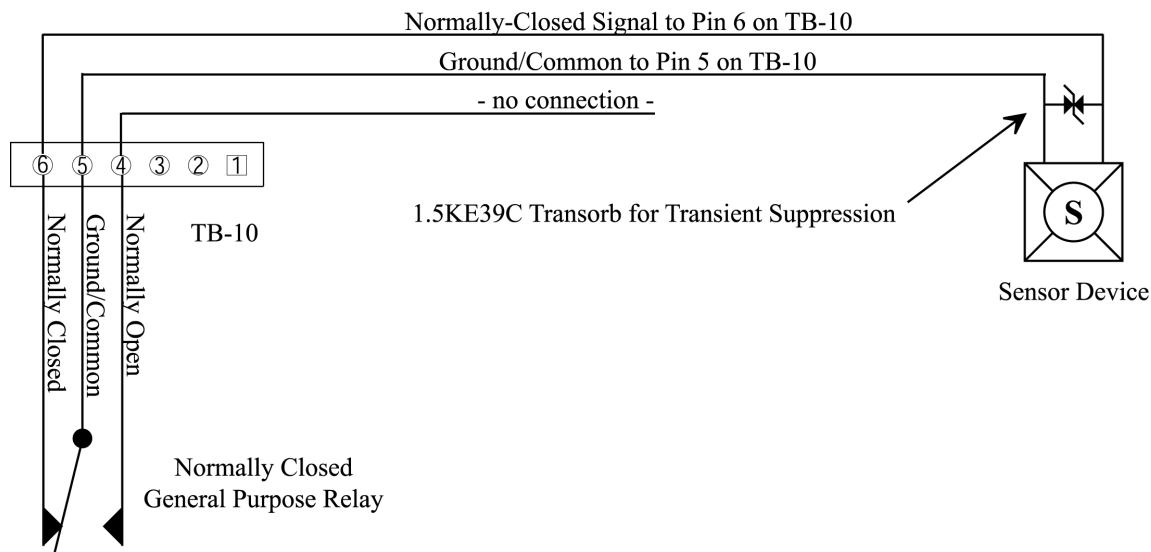 Normally-Closed Signal to Pin 6 on TB-10
Ground/Common to Pin 5 on TB-10
- no connection -
6 5 4 3 2 1
TB-10
1.5KE39C Transorb for Transient Suppression
S
Sensor Device
Normally Closed
Ground/Common
Normally Open
Normally Closed
General Purpose Relay